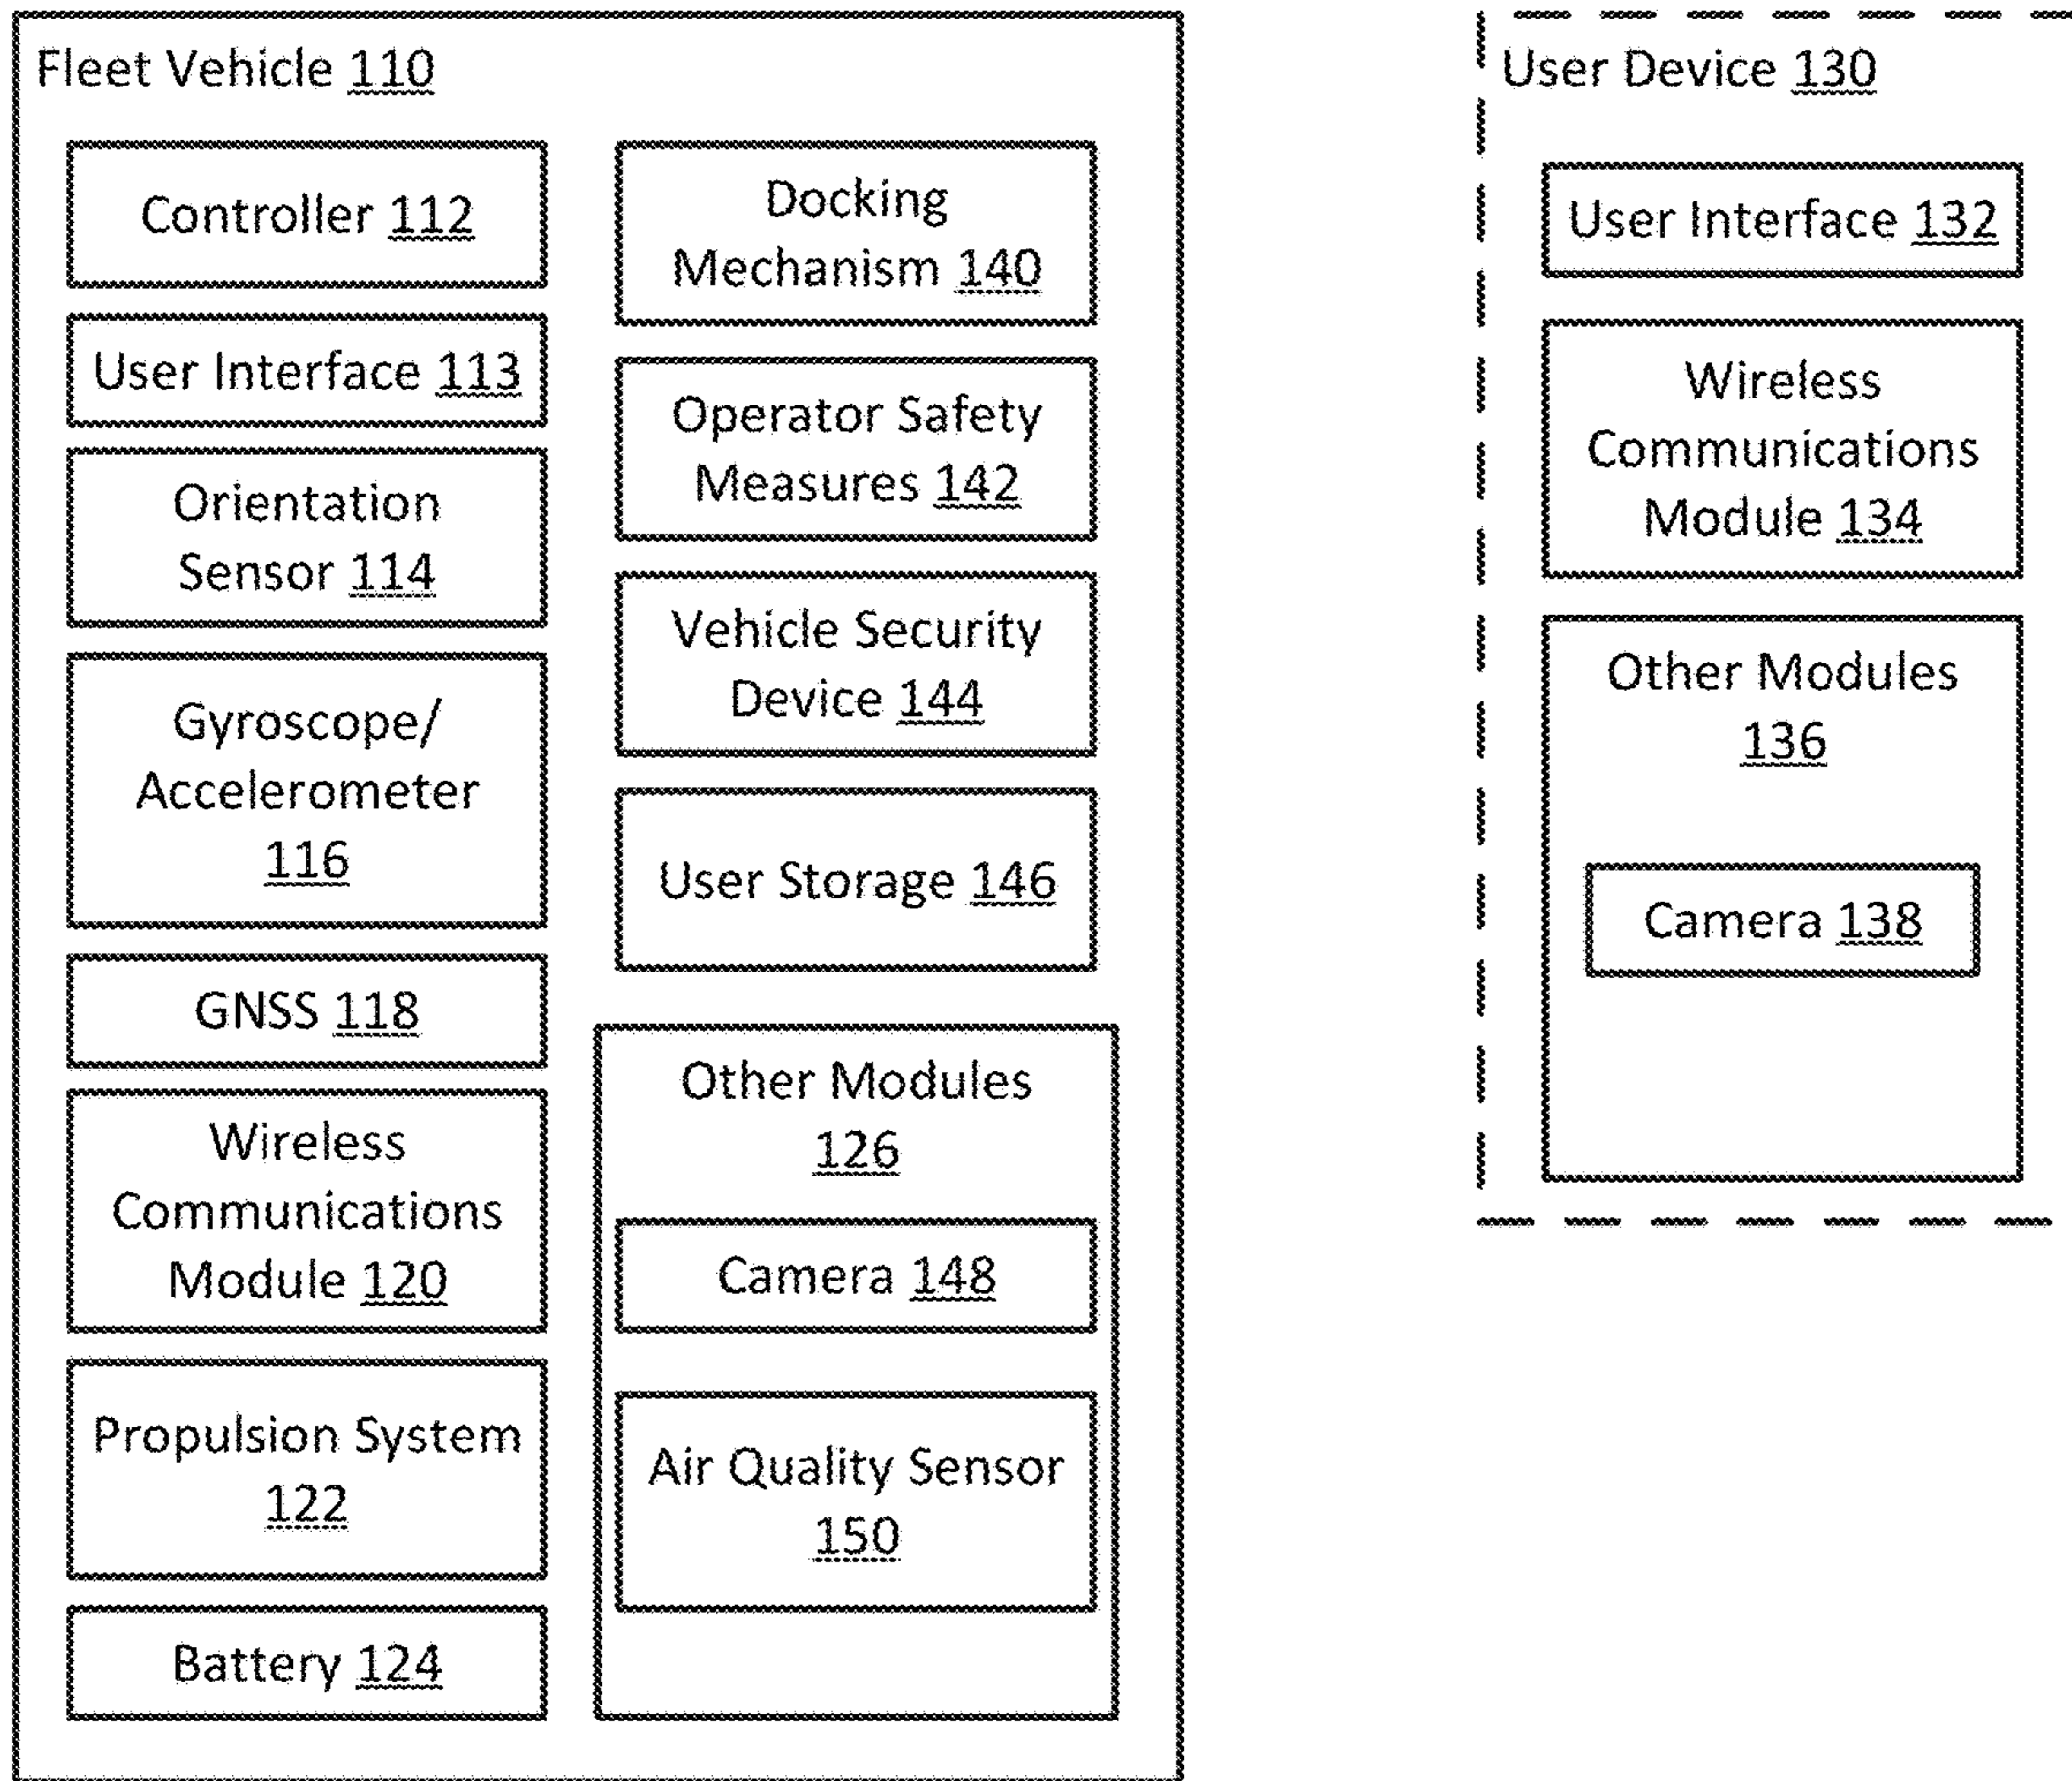 Fleet Vehicle 110
Controller 112
User Interface 113
Orientation
Sensor 114
Gyroscope/
Accelerometer
116
GNSS 118
Wireless
Communications
Module 120
Propulsion System
122
Battery 124
Docking
Mechanism 140
Operator Safety
Measures 142
Vehicle Security
Device 144
User Storage 146
Other Modules
126
Camera 148
Air Quality Sensor
150
User Device 130
User Interface 132
Wireless
Communications
Module 134
Other Modules
136
Camera 138